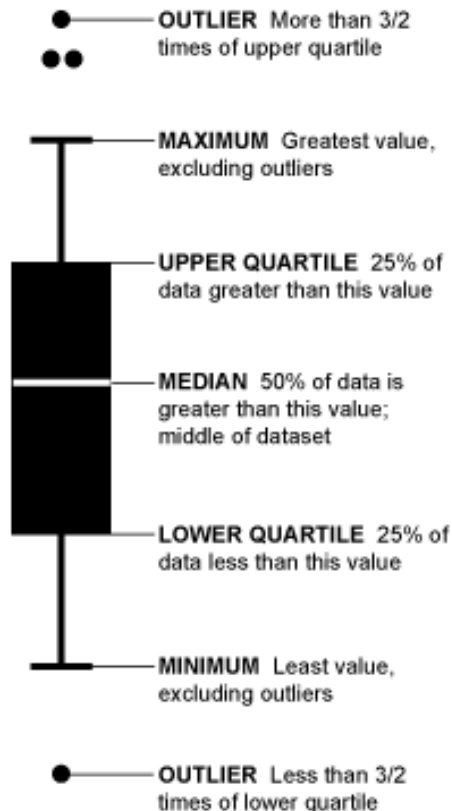 OUTLIER More than 3/2
times of upper quartile
MAXIMUM Greatest value,
excluding outliers
UPPER QUARTILE 25% of
data greater than this value
MEDIAN 50% of data is
greater than this value;
middle of dataset
LOWER QUARTILE 25% of
data less than this value
MINIMUM Least value,
excluding outliers
OUTLIER Less than 3/2
times of lower quartile